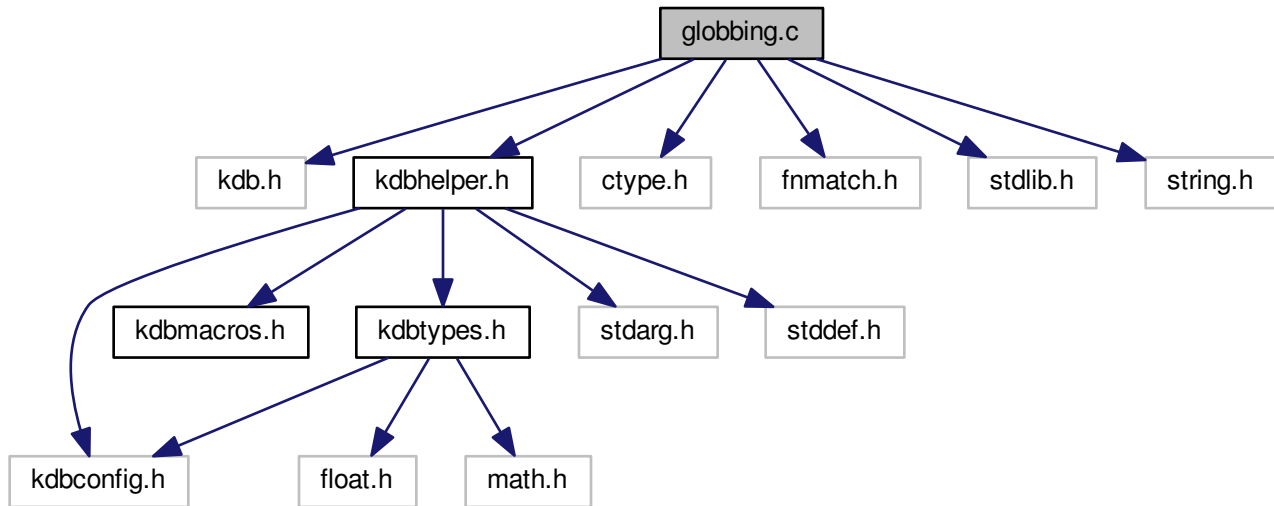 globbing.c
kdb.h
kdbhelper.h
ctype.h
fnmatch.h
stdlib.h
string.h
kdbmacros.h
kdbtypes.h
stdarg.h
stddef.h
kdbconfig.h
float.h
math.h